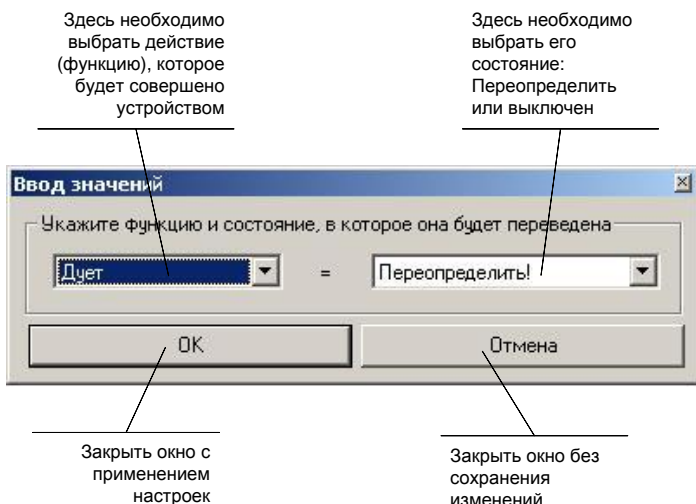 Здесь необходимо
выбрать действие
(функцию), которое
будет совершено
устройством
Здесь необходимо
выбрать его
состояние:
Переопределить
или выключен
Ввод значений
Укажите функцию и состояние, в которое она будет переведена
Дует
=
Переопределить!
OK
Отмена
Закрыть окно с
применением
настроек
Закрыть окно без
сохранения
изменений